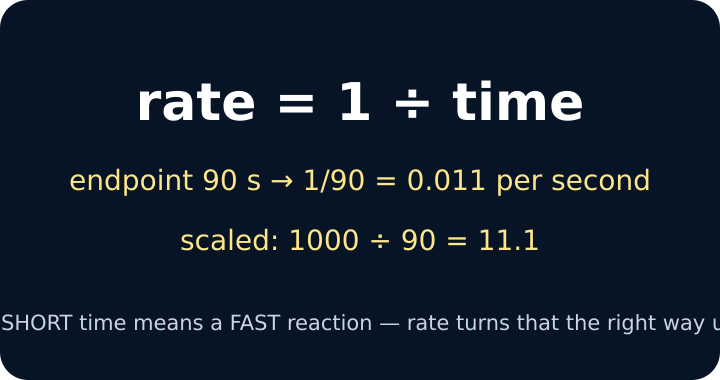 rate = 1 ÷ time
endpoint 90 s → 1/90 = 0.011 per second
scaled: 1000 ÷ 90 = 11.1
SHORT time means a FAST reaction — rate turns that the right way